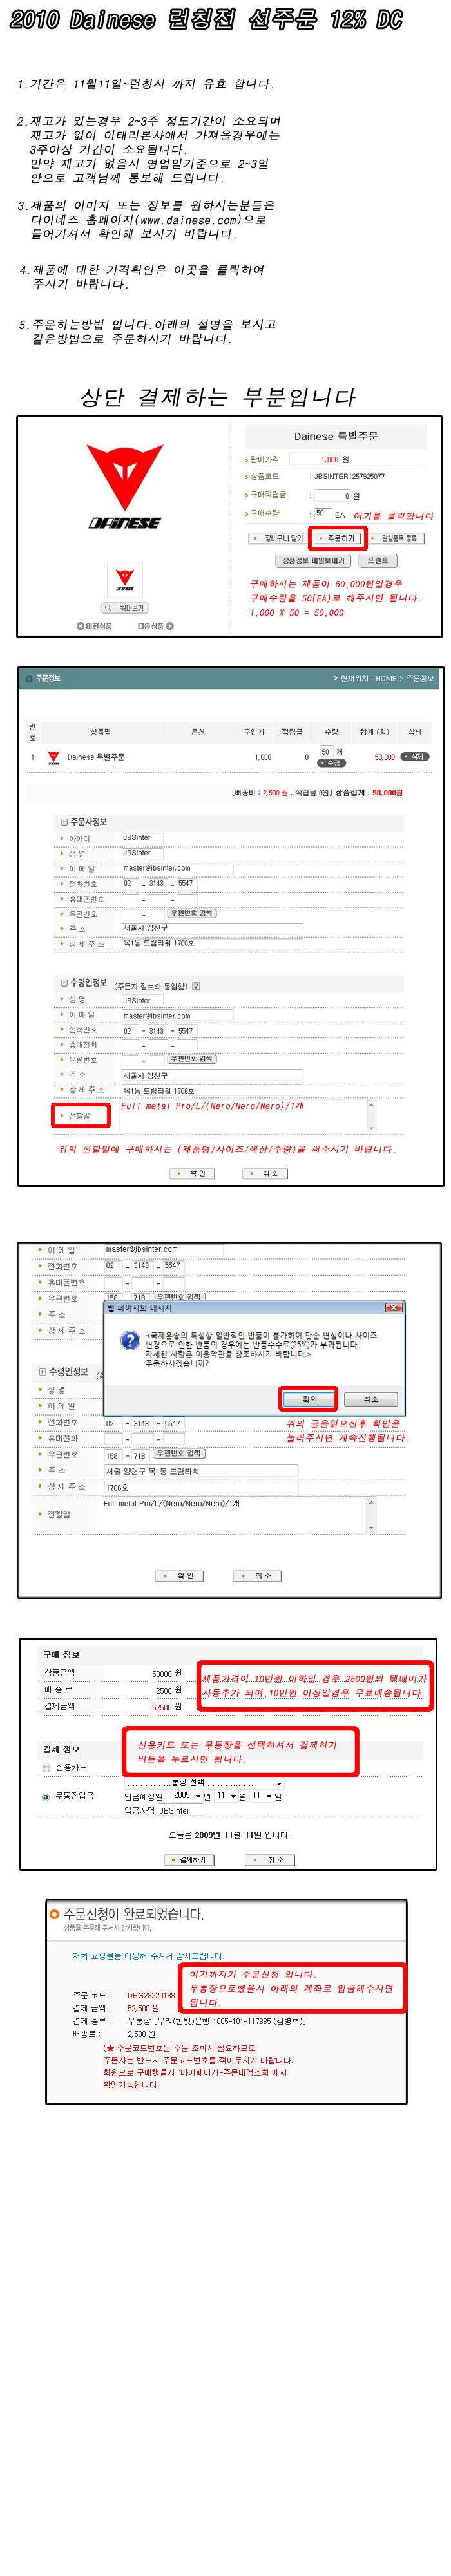 2010 Dainese 런칭전 선주문 12% DC
1.기간은 11월11일~런칭시 까지 유효 합니다.
2.재고가 있는경우 2~3주 정도기간이 소요되며
재고가 없어 이태리본사에서 가져올경우에는
3주이상 기간이 소요됩니다.
만약 재고가 없을시 영업일기준으로 2~3일
안으로 고객님께 통보해 드립니다.
3.제품의 이미지 또는 정보를 원하시는분들은
다이네즈 홈페이지(www.dainese.com)으로
들어가셔서 확인해 보시기 바랍니다.
4.제품에 대한 가격확인은 이곳을 클릭하여
주시기 바랍니다.
5.주문하는방법 입니다.아래의 설명을 보시고
같은방법으로 주문하시기 바랍니다.
상단 결제하는 부분입니다
DAINESE
확대보기
이전상품 다음상품
Dainese 특별주문
판매가격 1,000 원
상품코드 : JBSINTER1257925077
구매적립금 : 0 원
구매수량 : 50 EA 여기를 클릭합니다
장바구니 담기 주문하기 관심품목 등록
상품정보 메일보내기 프린트
구매하시는 제품이 50,000원일경우
구매수량을 50(EA)로 해주시면 됩니다.
1,000 X 50 = 50,000
주문정보 현재위치 : HOME > 주문정보
번호 상품명 옵션 구입가 적립금 수량 합계 (원) 삭제
1 Dainese 특별주문 1,000 0 50 개 50,000 삭제
수정
[배송비 : 2,500 원 , 적립금 0원] 상품합계 : 50,000원
주문자정보
아이디 JBSinter
성 명 JBSinter
이 메 일 master@jbsinter.com
전화번호 02 - 3143 - 5547
휴대폰번호 - -
우편번호 - 우편번호 검색
주 소 서울시 양천구
상 세 주 소 목1동 드림타워 1706호
수령인정보 (주문자 정보와 동일함)
성 명 JBSinter
이 메 일 master@jbsinter.com
전화번호 02 - 3143 - 5547
휴대전화 - -
우편번호 - 우편번호 검색
주 소 서울시 양천구
상 세 주 소 목1동 드림타워 1706호
전할말 Full metal Pro/L/(Nero/Nero/Nero)/1개
위의 전할말에 구매하시는 (제품명/사이즈/색상/수량)을 써주시기 바랍니다.
확 인 취 소
이 메 일 master@jbsinter.com
전화번호 02 - 3143 - 5547
휴대폰번호 - -
우편번호 158 - 718 우편번호 검색
주 소
상 세 주 소
웹 페이지의 메시지
<국제운송의 특성상 일반적인 반품이 불가하여 단순 변심이나 사이즈
변경으로 인한 반품의 경우에는 반품수수료(25%)가 부과됩니다.
자세한 사항은 이용약관을 참조하시기 바랍니다.>
주문하시겠습니까?
확인 취소
수령인정보
성 명
이 메 일
위의 글을읽으신후 확인을
눌러주시면 계속진행됩니다.
전화번호 02 - 3143 - 5547
휴대전화 - -
우편번호 158 - 718 우편번호 검색
주 소 서울 양천구 목1동 드림타워
상 세 주 소 1706호
전할말 Full metal Pro/L/(Nero/Nero/Nero)/1개
확 인 취 소
구매 정보
상품금액 50000 원
배 송 료 2500 원
결제금액 52500 원
제품가격이 10만원 이하일 경우 2500원의 택배비가
자동추가 되며,10만원 이상일경우 무료배송됩니다.
결제 정보
신용카드 또는 무통장을 선택하셔서 결제하기
버튼을 누르시면 됩니다.
신용카드
무통장입금 .................통장 선택...................
입금예정일 2009 년 11 월 11 일
입금자명 JBSinter
오늘은 2009년 11월 11일 입니다.
결제하기 취 소
주문신청이 완료되었습니다.
상품을 주문해 주셔서 감사합니다.
저희 쇼핑몰을 이용해 주셔서 감사드립니다.
여기까지가 주문신청 입니다.
무통장으로했을시 아래의 계좌로 입금해주시면
됩니다.
주문 코드 : DBG28220188
결제 금액 : 52,500 원
결제 종류 : 무통장 [우리(한빛)은행 1005-101-117385 (김병혁)]
배송료 : 2,500 원
(★ 주문코드번호는 주문 조회시 필요하므로
주문자는 반드시 주문코드번호를 적어두시기 바랍니다.
회원으로 구매했을시 '마이페이지-주문내역조회'에서
확인가능합니다.